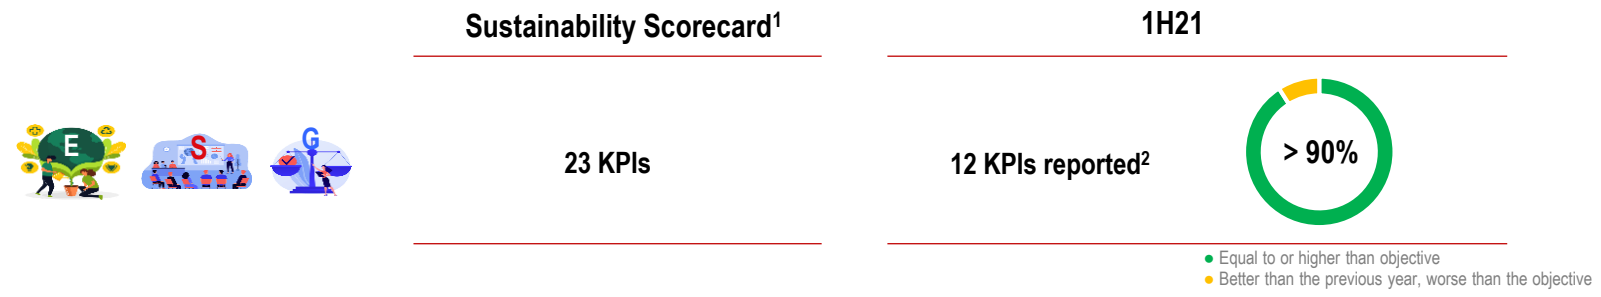 Sustainability Scorecard1
1H21
E
S
G
23 KPIs
12 KPIs reported2
> 90%
Equal to or higher than objective
Better than the previous year, worse than the objective